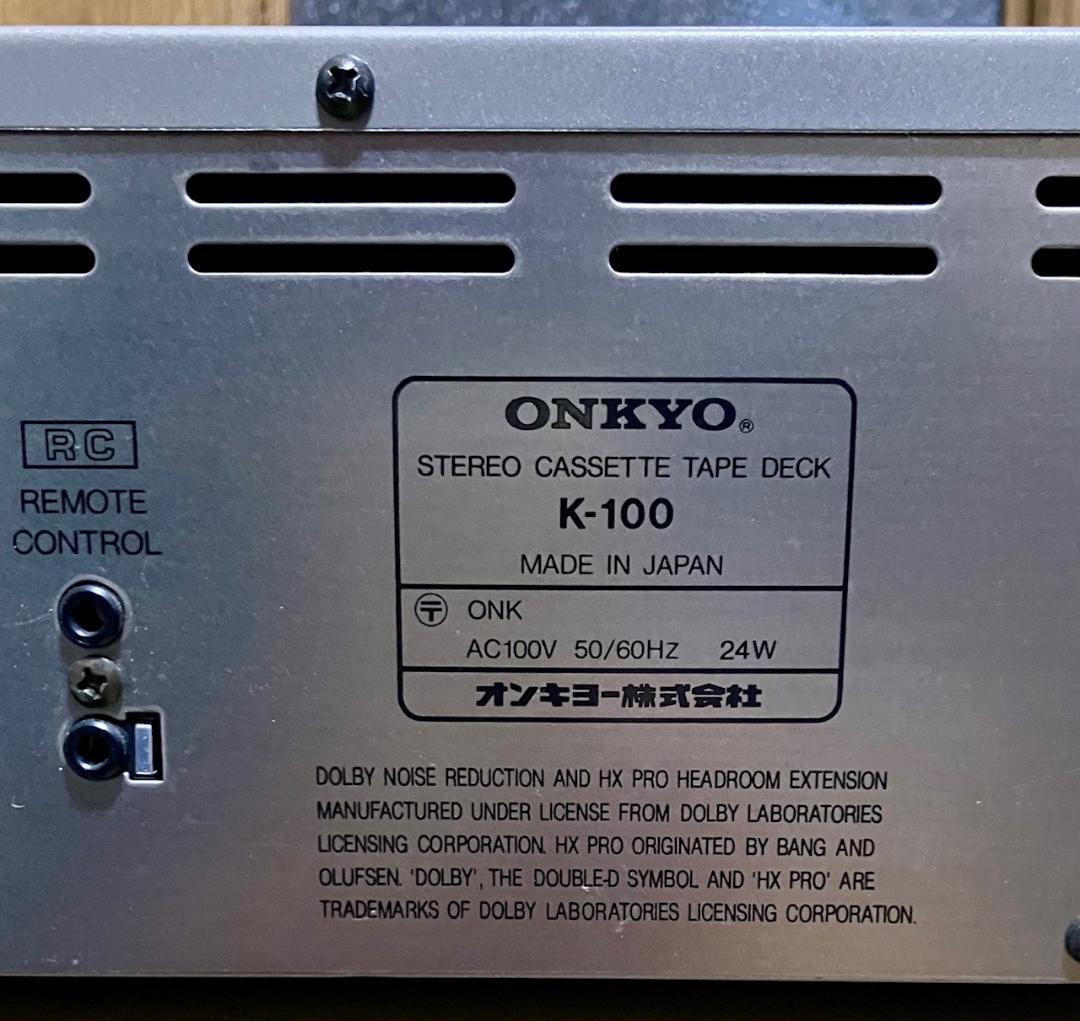 RC
REMOTE
CONTROL
ONKYO®
STEREO CASSETTE TAPE DECK
K-100
MADE IN JAPAN
〶 ONK
AC100V 50/60Hz 24W
オンキヨー株式会社
DOLBY NOISE REDUCTION AND HX PRO HEADROOM EXTENSION
MANUFACTURED UNDER LICENSE FROM DOLBY LABORATORIES
LICENSING CORPORATION. HX PRO ORIGINATED BY BANG AND
OLUFSEN. 'DOLBY', THE DOUBLE-D SYMBOL AND 'HX PRO' ARE
TRADEMARKS OF DOLBY LABORATORIES LICENSING CORPORATION.